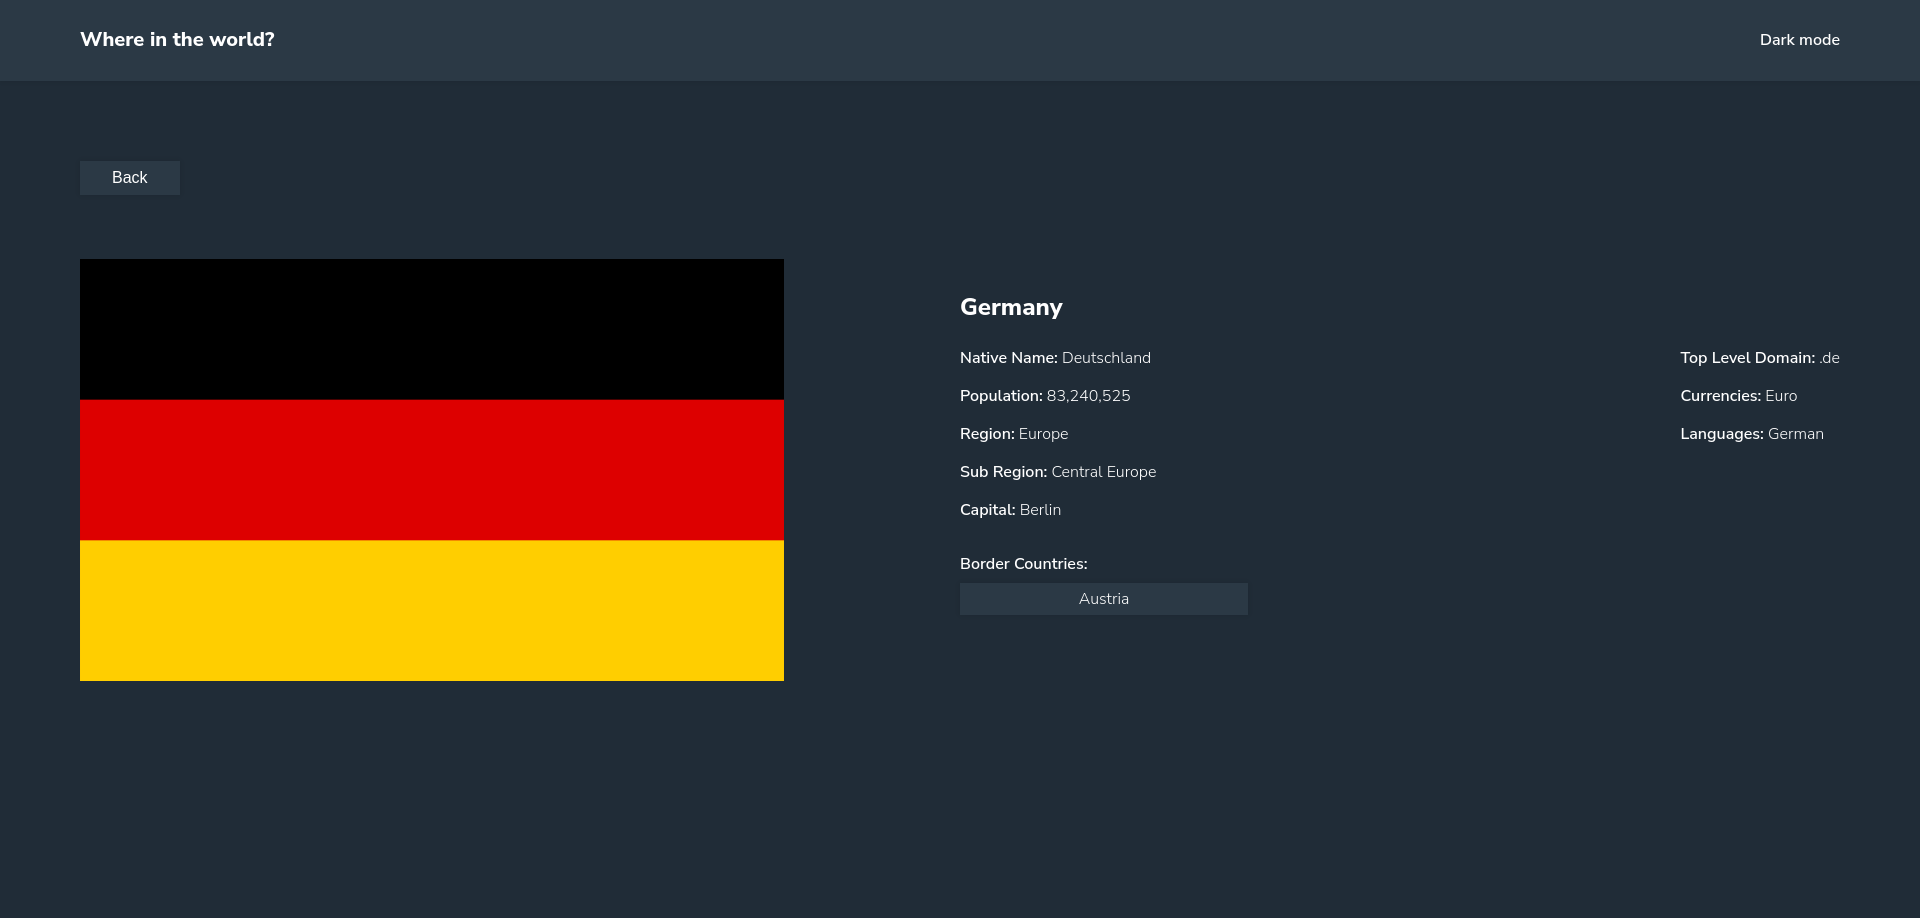 Where in the world?
Dark mode
Back
Germany
Native Name: Deutschland
Population: 83,240,525
Region: Europe
Sub Region: Central Europe
Capital: Berlin
Top Level Domain: .de
Currencies: Euro
Languages: German
Border Countries:
Austria